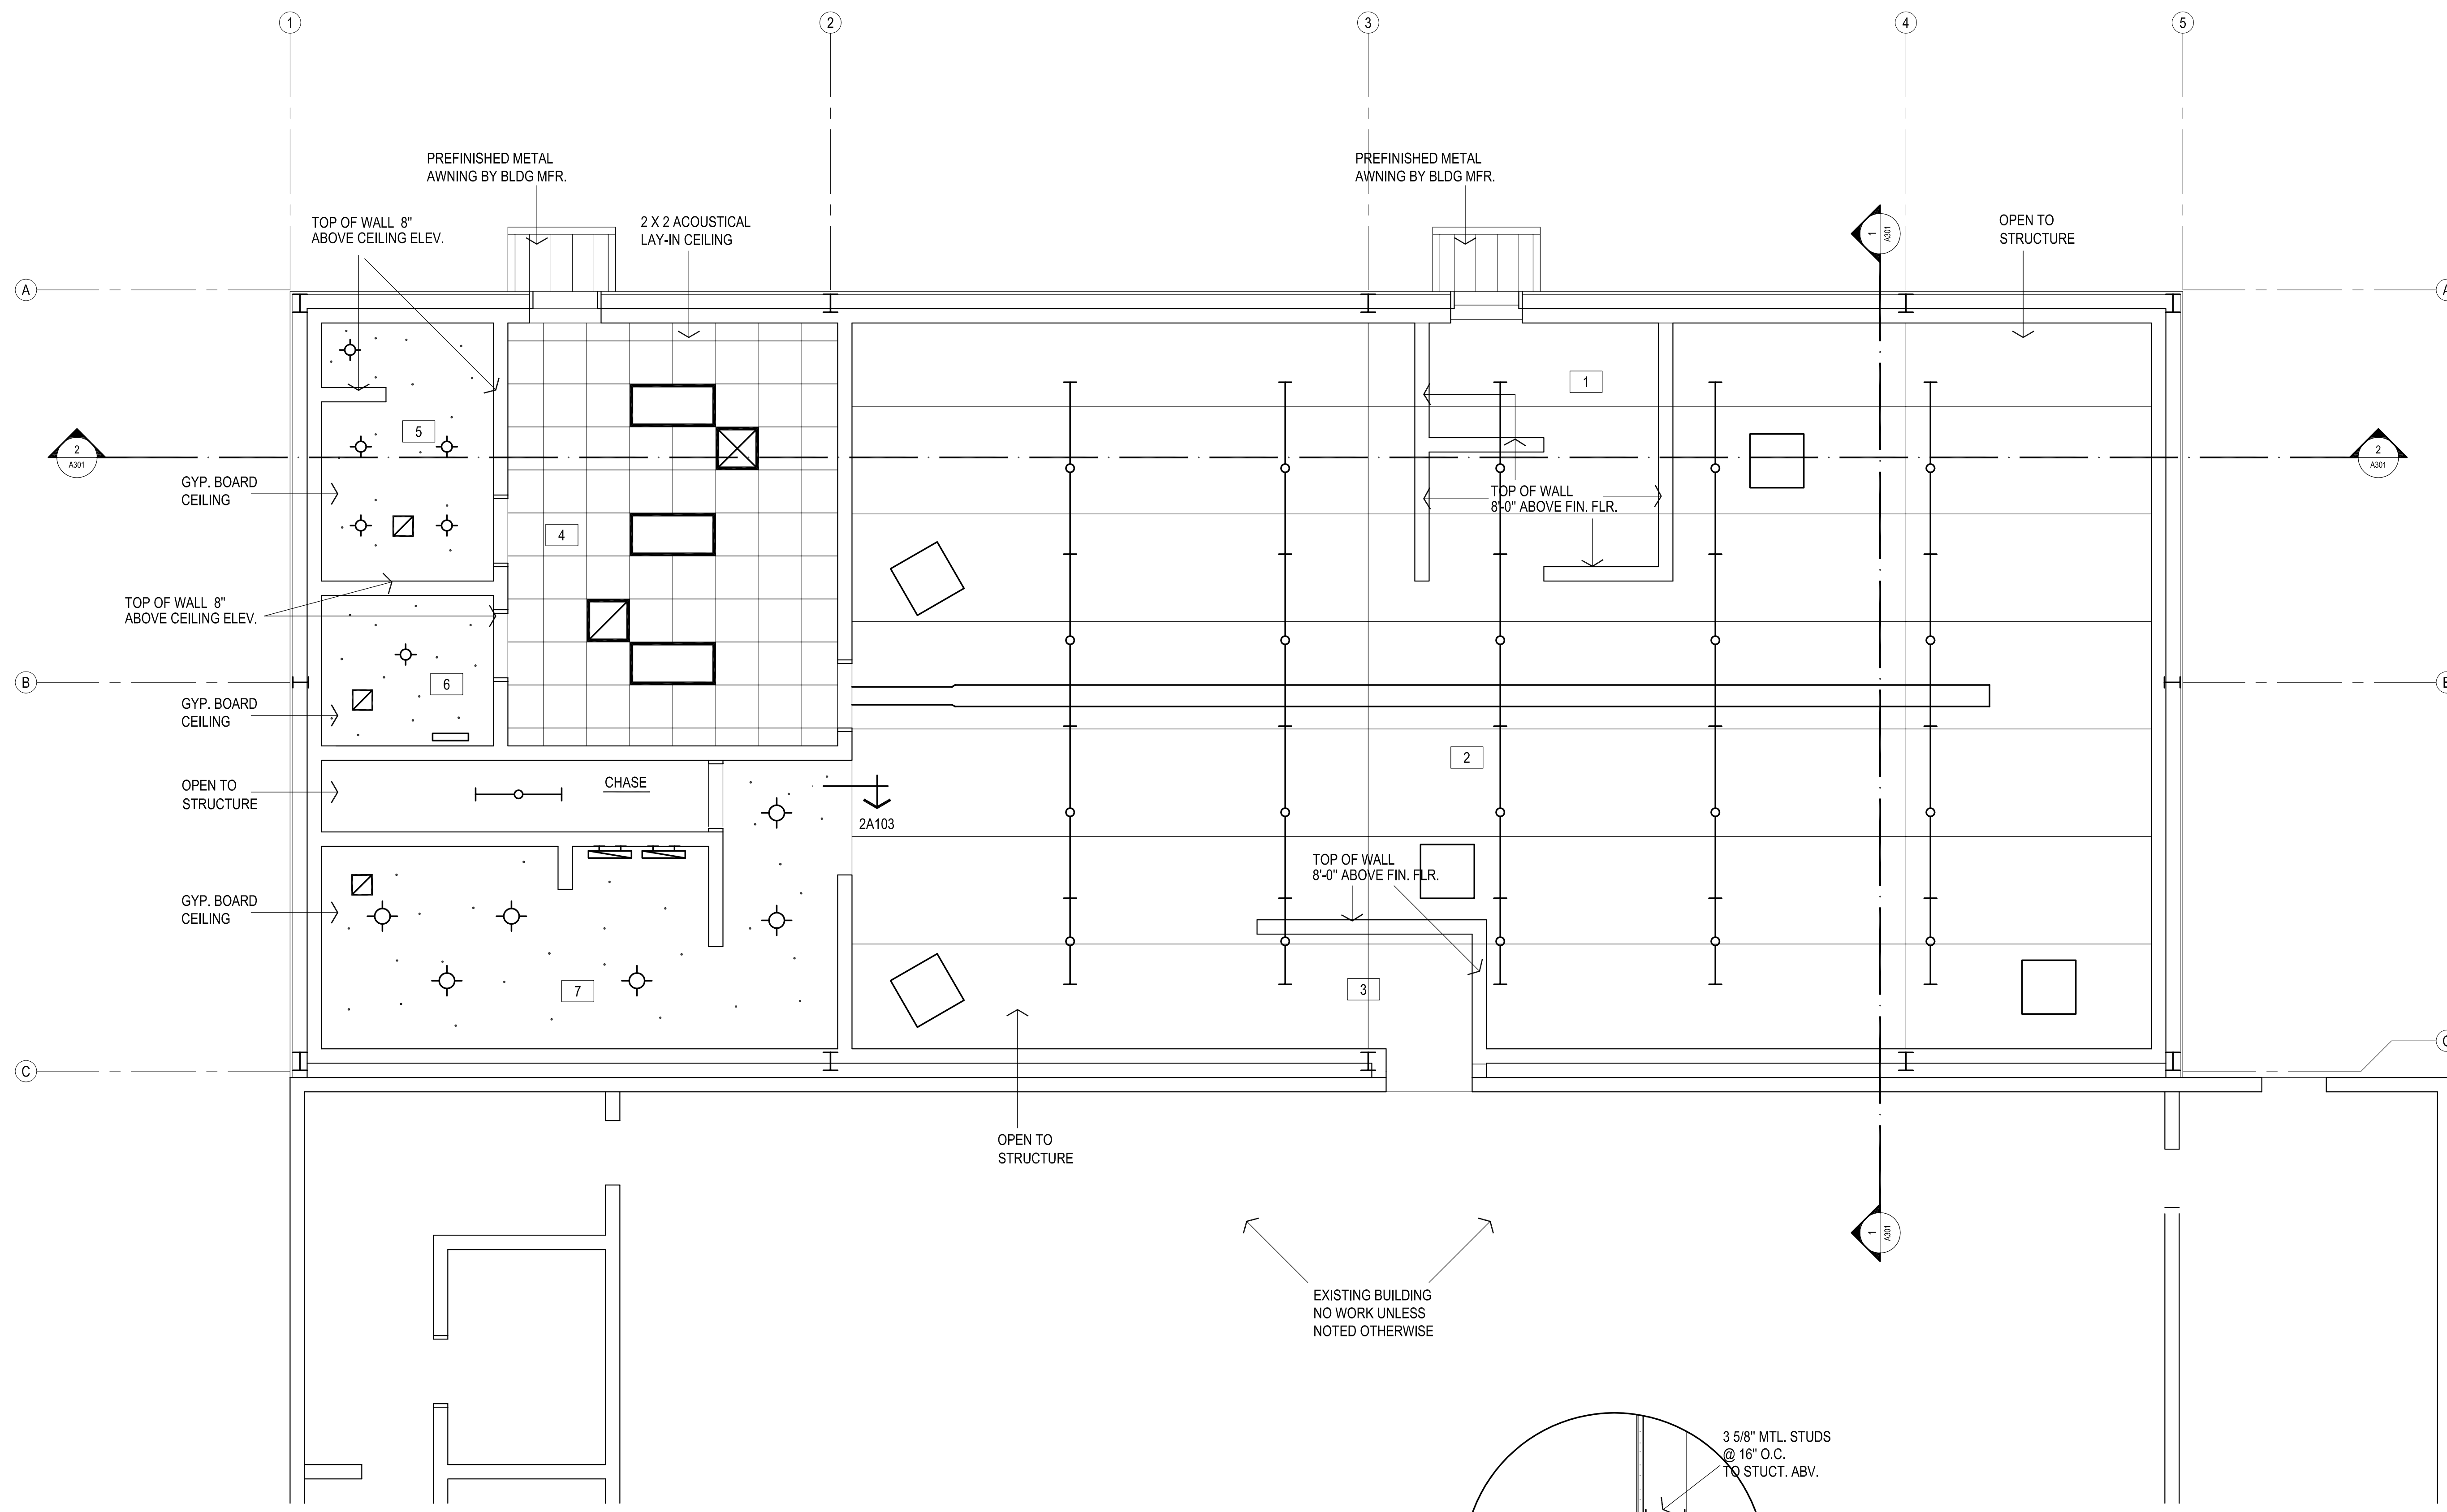 1
2
3
4
5
PREFINISHED METAL
AWNING BY BLDG MFR.
PREFINISHED METAL
AWNING BY BLDG MFR.
TOP OF WALL 8"
ABOVE CEILING ELEV.
2 X 2 ACOUSTICAL
LAY-IN CEILING
1
A301
OPEN TO
STRUCTURE
A
A
1
5
2
A301
2
A301
GYP. BOARD
CEILING
TOP OF WALL
8'-0" ABOVE FIN. FLR.
4
TOP OF WALL 8"
ABOVE CEILING ELEV.
B
6
B
GYP. BOARD
CEILING
2
OPEN TO
STRUCTURE
CHASE
2A103
TOP OF WALL
8'-0" ABOVE FIN. FLR.
GYP. BOARD
CEILING
7
3
C
C
OPEN TO
STRUCTURE
1
A301
EXISTING BUILDING
NO WORK UNLESS
NOTED OTHERWISE
3 5/8" MTL. STUDS
@ 16" O.C.
TO STUCT. ABV.